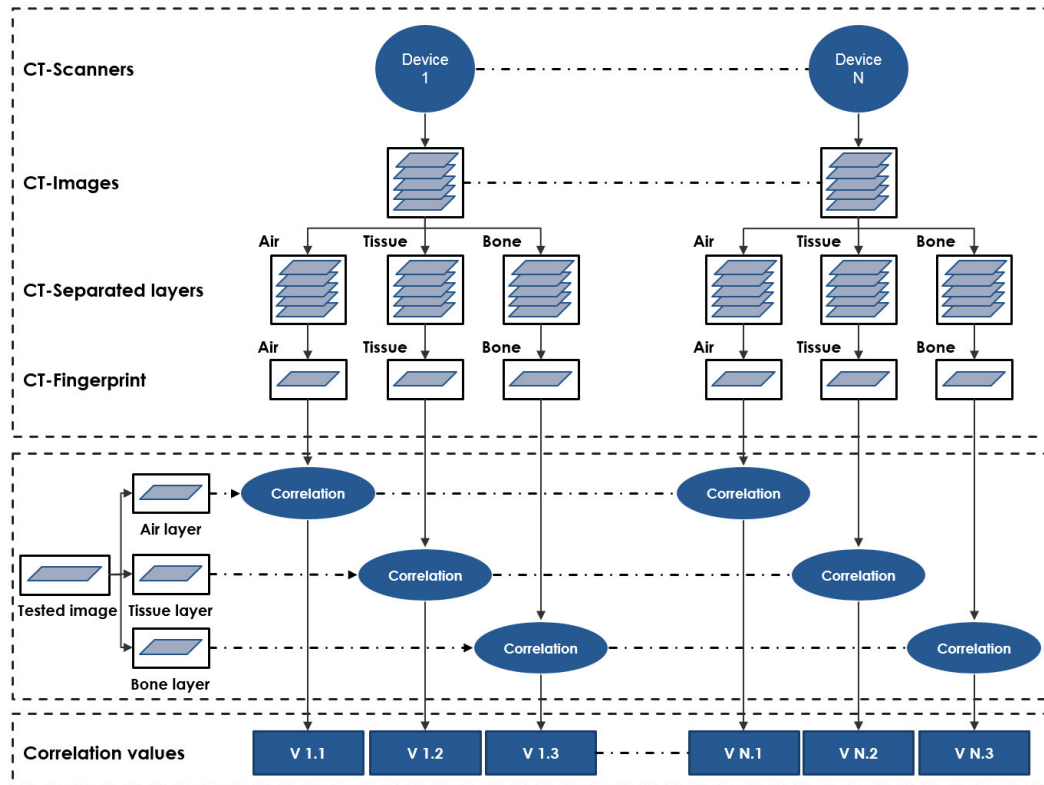 CT-Scanners
Device
1
Device
N
CT-Images
Air
Tissue
Bone
Air
Tissue
Bone
CT-Separated layers
Air
Tissue
Bone
Air
Tissue
Bone
CT-Fingerprint
Correlation
Correlation
Air layer
Correlation
Correlation
Tested image
Tissue layer
Correlation
Correlation
Bone layer
Correlation values
V 1.1
V 1.2
V 1.3
V N.1
V N.2
V N.3